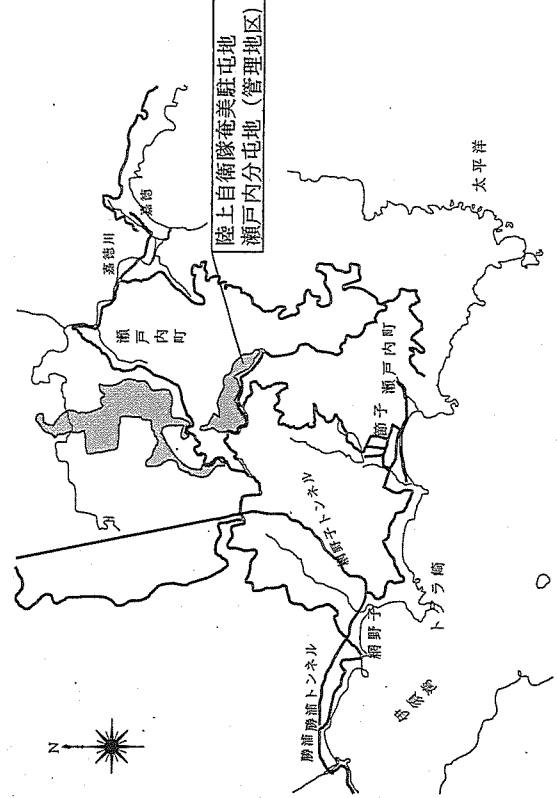 N
陸上自衛隊奄美駐屯地
瀬戸内分屯地（管理地区）
嘉徳川
嘉徳
瀬戸内町
太平洋
節子
瀬戸内町
網野子トンネル
勝浦
勝浦トンネル
網野子
トクラ崎